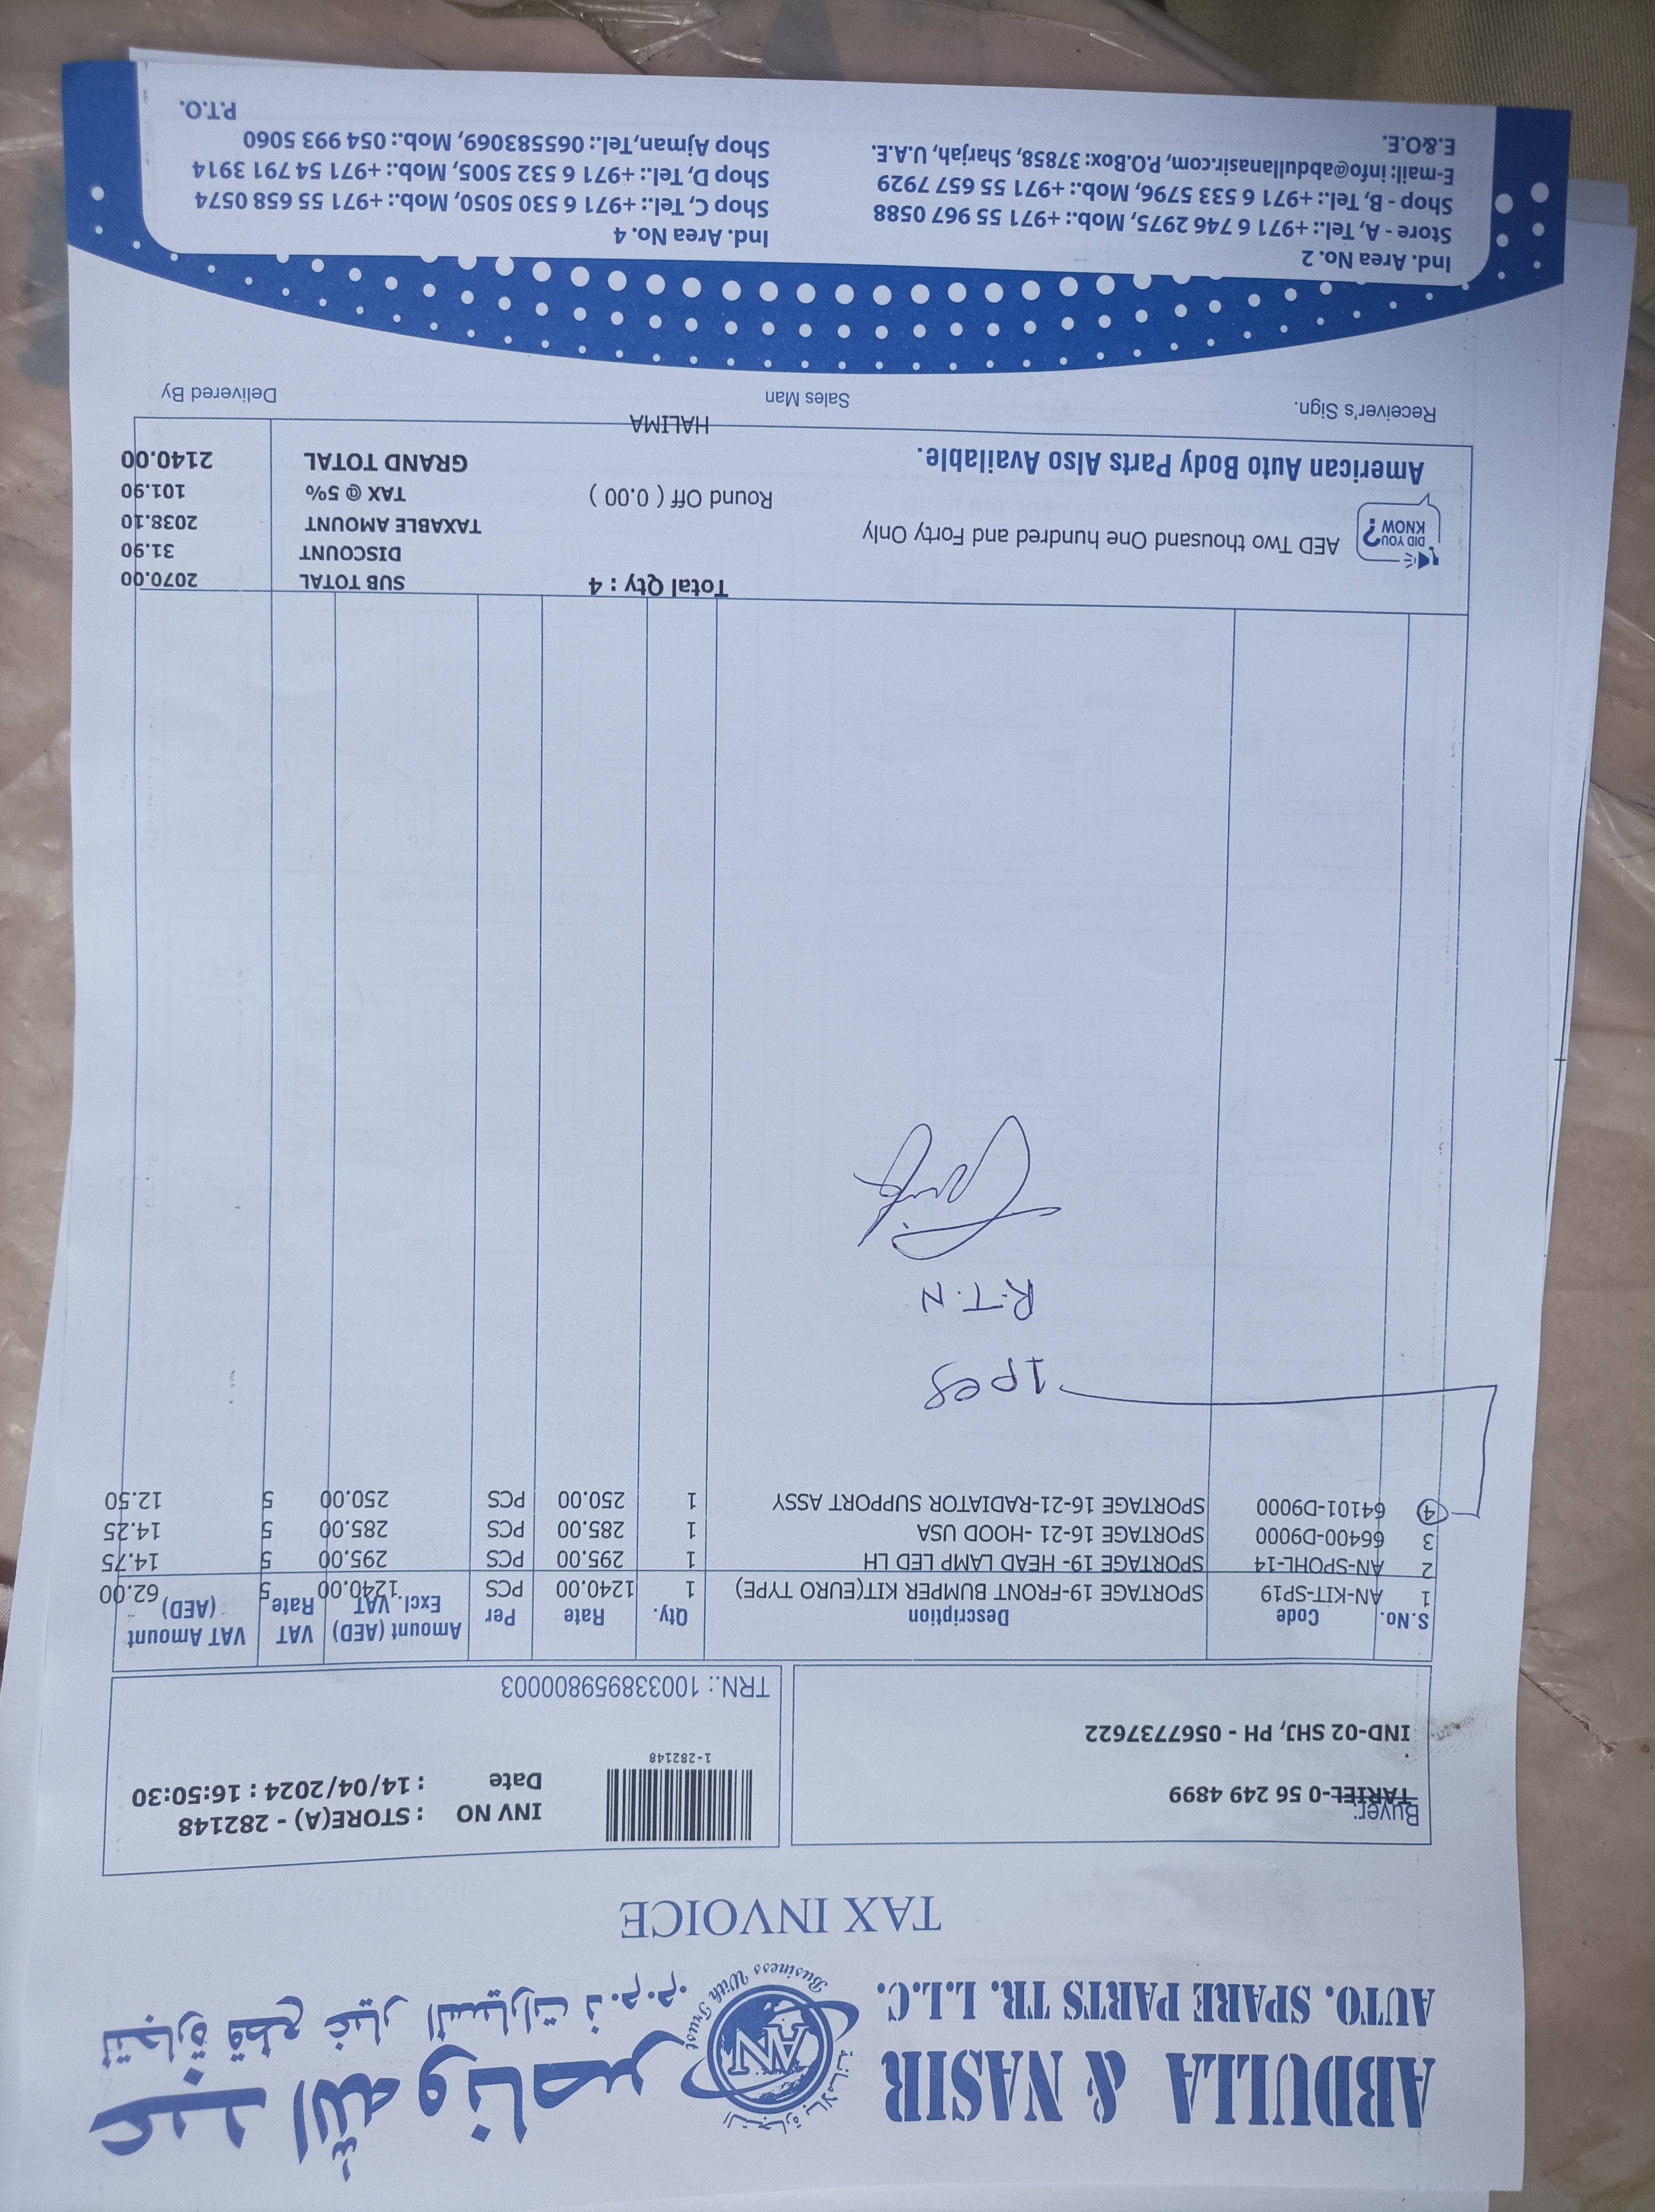 ABDULLA & NASIR
AUTO. SPARE PARTS TR. L.L.C.
عبد الله وناصر
لتجارة قطع غيار السيارات ذ.م.م.
التجارة بالامانة
AN
Business With Trust
TAX INVOICE
Buyer:
TARIEL-0 56 249 4899
.
IND-02 SHJ, PH - 0567737622
1-282148
INV NO : STORE(A) - 282148
Date : 14/04/2024 : 16:50:30
TRN.: 100338959800003
S.No. Code Description Qty. Rate Per Amount (AED) Excl. VAT VAT Rate VAT Amount (AED)
1 AN-KIT-SP19 SPORTAGE 19-FRONT BUMPER KIT(EURO TYPE) 1 1240.00 PCS 1240.00 5 62.00
2 AN-SPOHL-14 SPORTAGE 19- HEAD LAMP LED LH 1 295.00 PCS 295.00 5 14.75
3 66400-D9000 SPORTAGE 16-21 -HOOD USA 1 285.00 PCS 285.00 5 14.25
4 64101-D9000 SPORTAGE 16-21-RADIATOR SUPPORT ASSY 1 250.00 PCS 250.00 5 12.50
1 pcs
R.T.N
Total Qty : 4
SUB TOTAL 2070.00
DISCOUNT 31.90
TAXABLE AMOUNT 2038.10
TAX @ 5% 101.90
GRAND TOTAL 2140.00
DID YOU KNOW?
AED Two thousand One hundred and Forty Only
Round Off ( 0.00 )
American Auto Body Parts Also Available.
HALIMA
Receiver's Sign. Sales Man Delivered By
Ind. Area No. 2
Store - A, Tel.: +971 6 746 2975, Mob.: +971 55 967 0588
Shop - B, Tel.: +971 6 533 5796, Mob.: +971 55 657 7929
E-mail: info@abdullanasir.com, P.O.Box: 37858, Sharjah, U.A.E.
E.&O.E.
Ind. Area No. 4
Shop C, Tel.: +971 6 530 5050, Mob.: +971 55 658 0574
Shop D, Tel.: +971 6 532 5005, Mob.: +971 54 791 3914
Shop Ajman,Tel.: 065583069, Mob.: 054 993 5060
P.T.O.